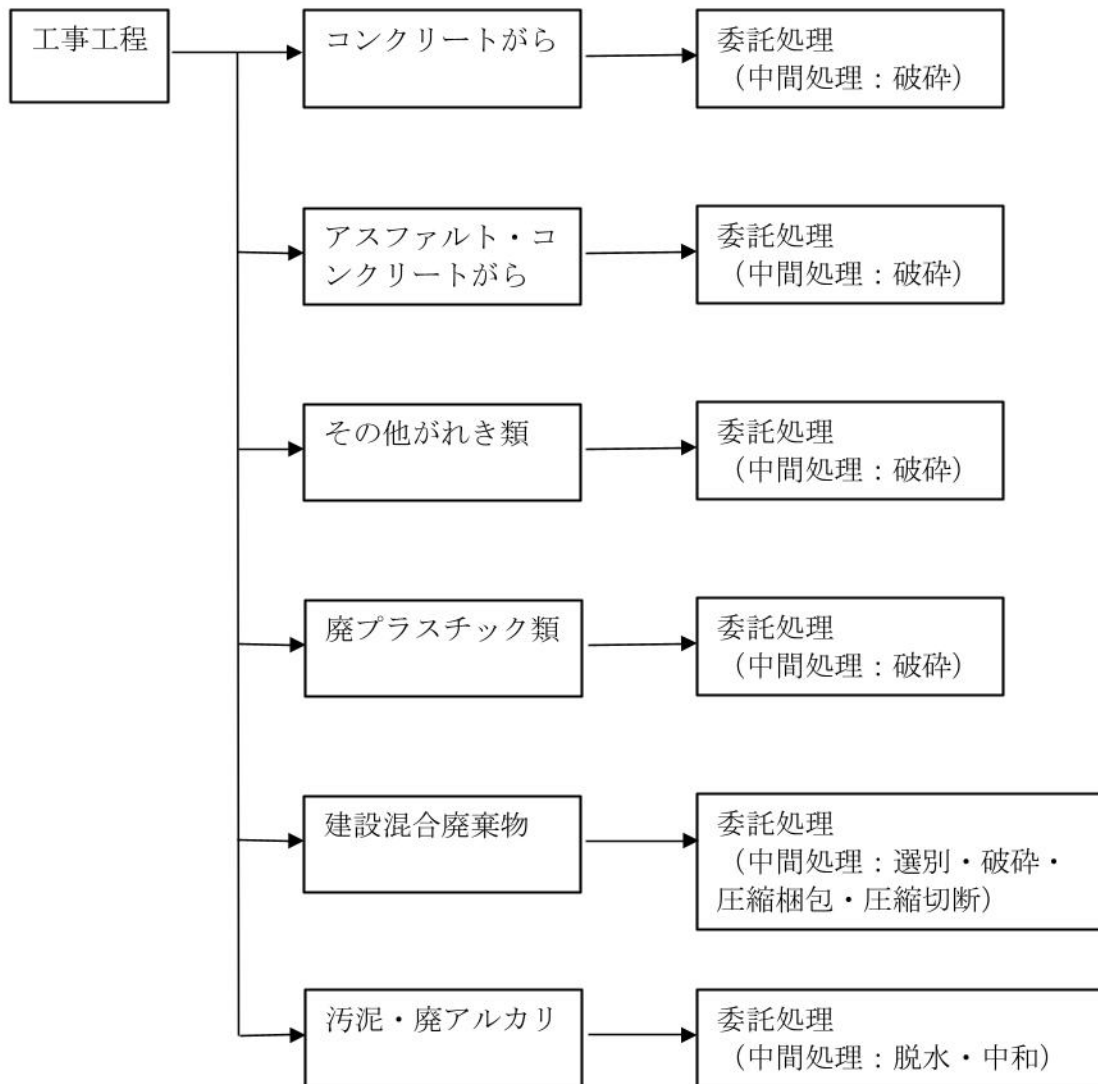 工事工程
コンクリートがら
委託処理
（中間処理：破砕）
アスファルト・コ
ンクリートがら
委託処理
（中間処理：破砕）
その他がれき類
委託処理
（中間処理：破砕）
廃プラスチック類
委託処理
（中間処理：破砕）
建設混合廃棄物
委託処理
（中間処理：選別・破砕・
圧縮梱包・圧縮切断）
汚泥・廃アルカリ
委託処理
（中間処理：脱水・中和）